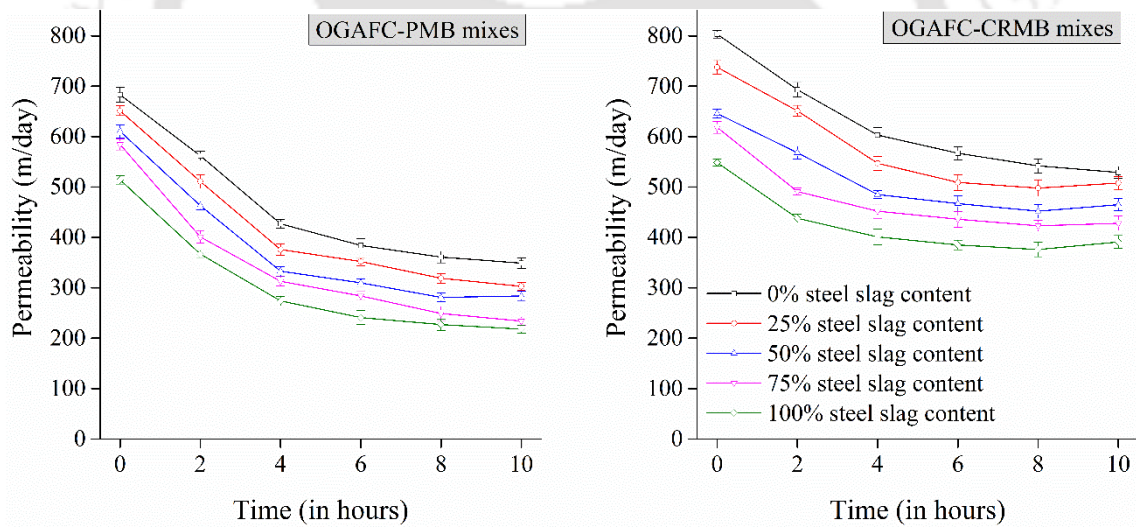 OGAFC-PMB mixes
800
700
600
500
400
300
200
100
0
Permeability (m/day)
0 2 4 6 8 10
Time (in hours)
OGAFC-CRMB mixes
800
700
600
500
400
300
200
100
0
Permeability (m/day)
0% steel slag content
25% steel slag content
50% steel slag content
75% steel slag content
100% steel slag content
0 2 4 6 8 10
Time (in hours)